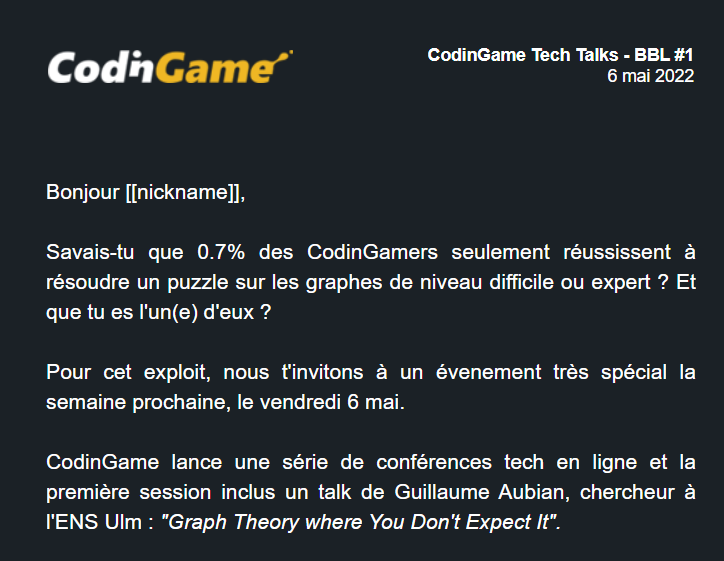 CodinGame
CodinGame Tech Talks - BBL #1
6 mai 2022
Bonjour [[nickname]],
Savais-tu que 0.7% des CodinGamers seulement réussissent à
résoudre un puzzle sur les graphes de niveau difficile ou expert ? Et
que tu es l'un(e) d'eux ?
Pour cet exploit, nous t'invitons à un évenement très spécial la
semaine prochaine, le vendredi 6 mai.
CodinGame lance une série de conférences tech en ligne et la
première session inclus un talk de Guillaume Aubian, chercheur à
l'ENS Ulm : "Graph Theory where You Don't Expect It".